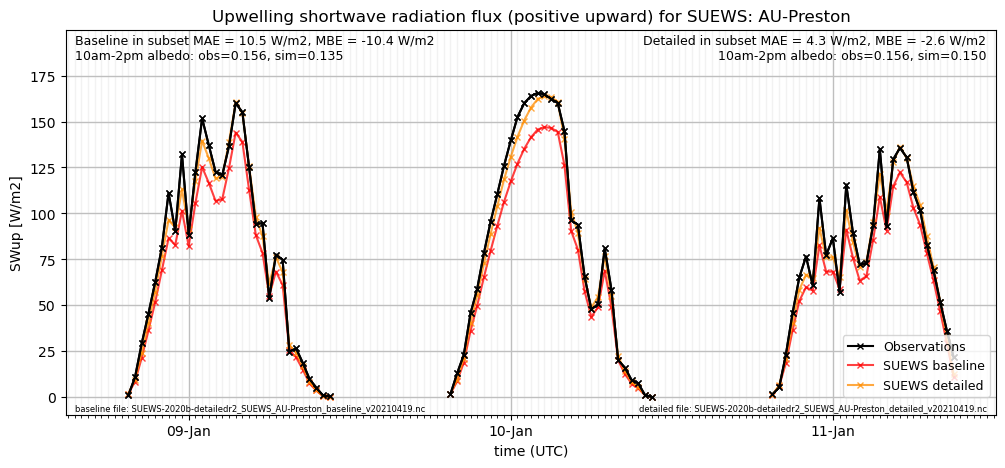 Upwelling shortwave radiation flux (positive upward) for SUEWS: AU-Preston
Baseline in subset MAE = 10.5 W/m2, MBE = -10.4 W/m2
10am-2pm albedo: obs=0.156, sim=0.135
Detailed in subset MAE = 4.3 W/m2, MBE = -2.6 W/m2
10am-2pm albedo: obs=0.156, sim=0.150
SWup [W/m2]
175
150
125
100
75
50
25
0
Observations
SUEWS baseline
SUEWS detailed
baseline file: SUEWS-2020b-detailedr2_SUEWS_AU-Preston_baseline_v20210419.nc
detailed file: SUEWS-2020b-detailedr2_SUEWS_AU-Preston_detailed_v20210419.nc
09-Jan
10-Jan
11-Jan
time (UTC)